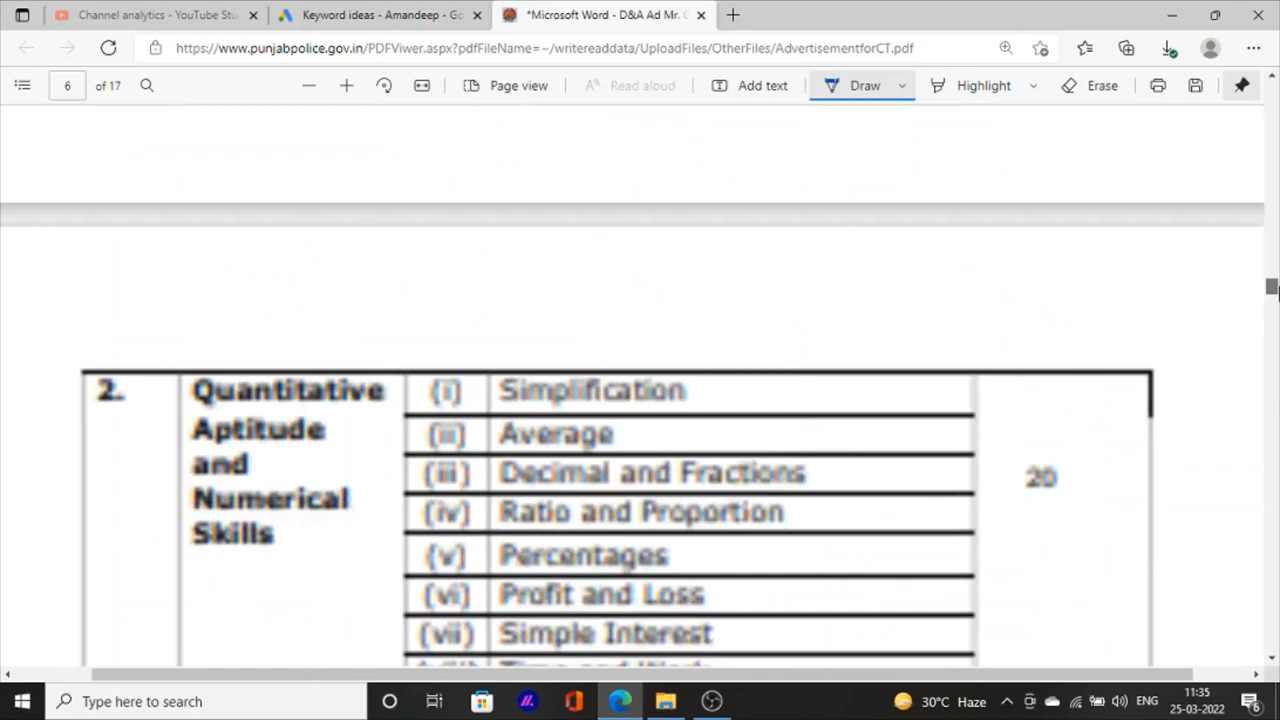 Channel analytics - YouTube Stu
Keyword ideas - Amandeep - Go
*Microsoft Word - D&A Ad Mr.
https://www.punjabpolice.gov.in/PDFViwer.aspx?pdfFileName=~/writereaddata/UploadFiles/OtherFiles/AdvertisementforCT.pdf
6 of 17 Page view Read aloud Add text Draw Highlight Erase
2. Quantitative Aptitude and Numerical Skills
(i) Simplification
(ii) Average
(iii) Decimal and Fractions
20
(iv) Ratio and Proportion
(v) Percentages
(vi) Profit and Loss
(vii) Simple Interest
Type here to search
30°C Haze
ENG
11:35
25-03-2022
6